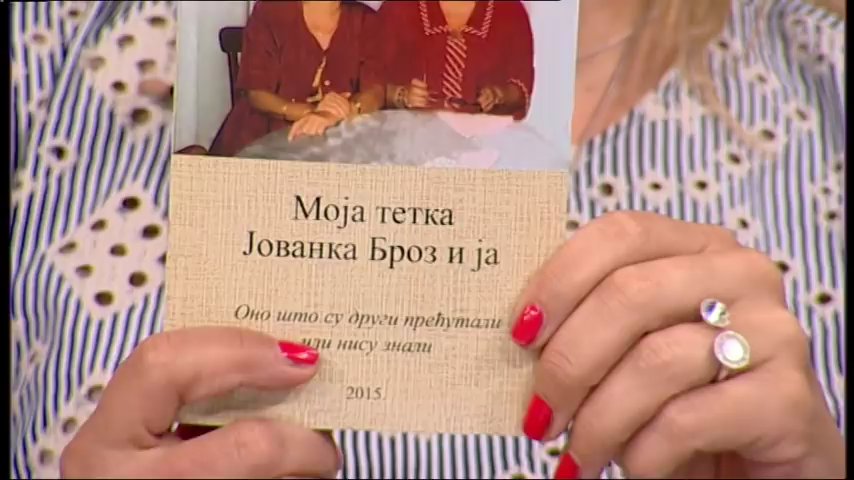 Моја тетка
Јованка Броз и ја
Оно што су други прећутали
или нису знали
2015.